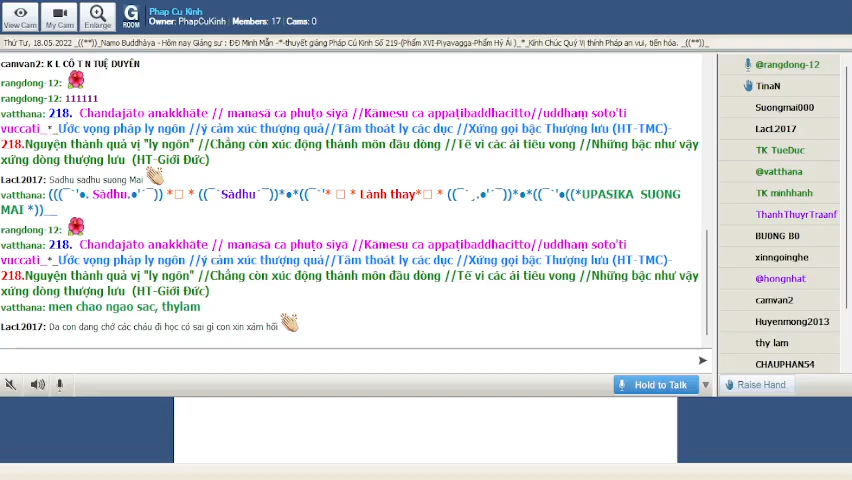 View Cam
My Cam
Enlarge
G
ROOM
Phap Cu Kinh
Owner: PhapCuKinh | Members: 17 | Cams: 0
Thứ Tư, 18.05.2022 _((**))_ Namo Buddhàya - Hôm nay Giảng sư : ĐĐ Minh Mẫn -*-thuyết giảng Pháp Cú Kinh Số 219-(Phẩm XVI-Piyavagga-Phẩm Hỷ Ái )_*_Kính Chúc Quý Vị thính Pháp an vui, tiến hóa. _((**))_
camvan2: K L CÔ T N TUỆ DUYÊN
rangdong-12:
rangdong-12: 111111
vatthana: 218. Chandajāto anakkhāte // manasā ca phuṭo siyā //Kāmesu ca appaṭibaddhacitto//uddhaṃ soto'ti
vuccati_*_Ước vọng pháp ly ngôn //ý cảm xúc thượng quả//Tâm thoát ly các dục //Xứng gọi bậc Thượng lưu (HT-TMC)-
218.Nguyện thành quả vị "ly ngôn" //Chẳng còn xúc động thánh môn đầu dòng //Tế vi các ái tiêu vong //Những bậc như vậy
xứng dòng thượng lưu (HT-Giới Đức)
LacL2017: Sadhu sadhu suong Mai
vatthana: (((¯`'•. Sàdhu.•'´¯)) *□ * ((¯`Sàdhu´¯))*•*((¯`'* □ * Lành thay*□ * ((¯`¸.•'´¯))*•*((¯`'•((*UPASIKA SUONG
MAI *))__
rangdong-12:
vatthana: 218. Chandajāto anakkhāte // manasā ca phuṭo siyā //Kāmesu ca appaṭibaddhacitto//uddhaṃ soto'ti
vuccati_*_Ước vọng pháp ly ngôn //ý cảm xúc thượng quả//Tâm thoát ly các dục //Xứng gọi bậc Thượng lưu (HT-TMC)-
218.Nguyện thành quả vị "ly ngôn" //Chẳng còn xúc động thánh môn đầu dòng //Tế vi các ái tiêu vong //Những bậc như vậy
xứng dòng thượng lưu (HT-Giới Đức)
vatthana: men chao ngao sac, thylam
LacL2017: Da con dang chở các cháu đi học có sai gì con xin xám hối
Hold to Talk
@rangdong-12
TinaN
Suongmai000
LacL2017
TK TueDuc
@vatthana
TK minhhanh
ThanhThuyrTraanf
BU0NG B0
xinngoinghe
@hongnhat
camvan2
Huyenmong2013
thy lam
CHAUPHAN54
Raise Hand